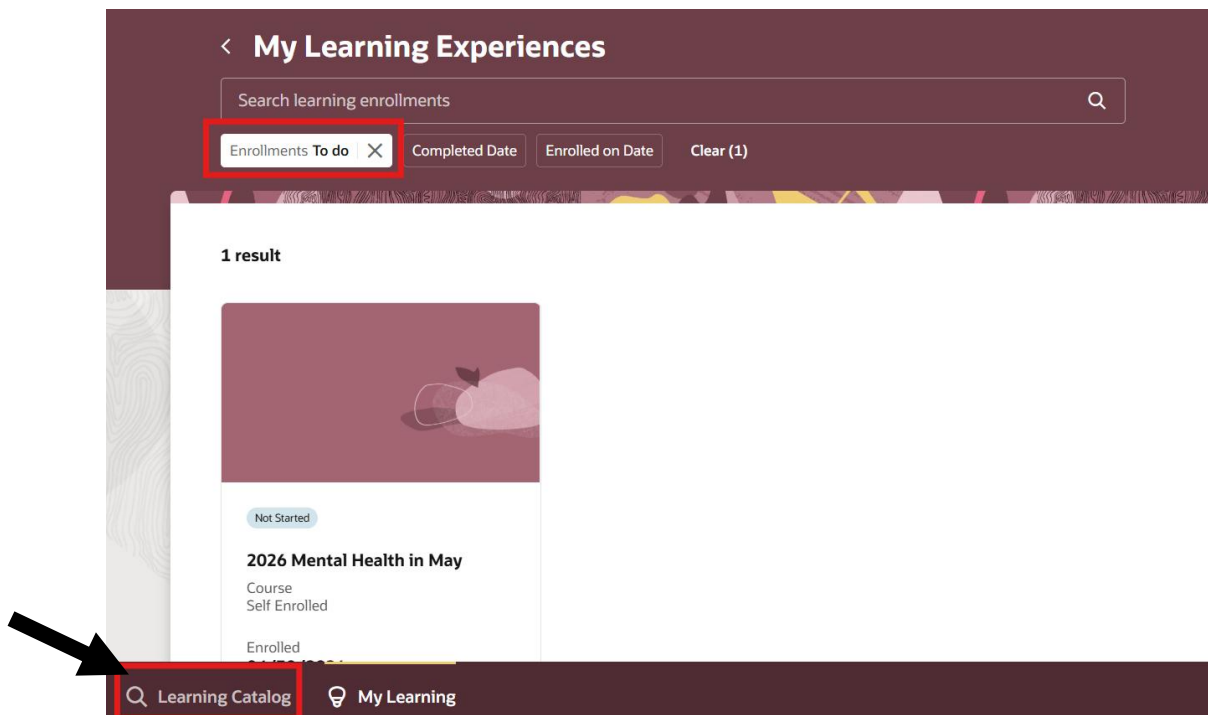 My Learning Experiences
Search learning enrollments
Enrollments To do Completed Date Enrolled on Date Clear (1)
1 result
Not Started
2026 Mental Health in May
Course
Self Enrolled
Enrolled
Learning Catalog My Learning